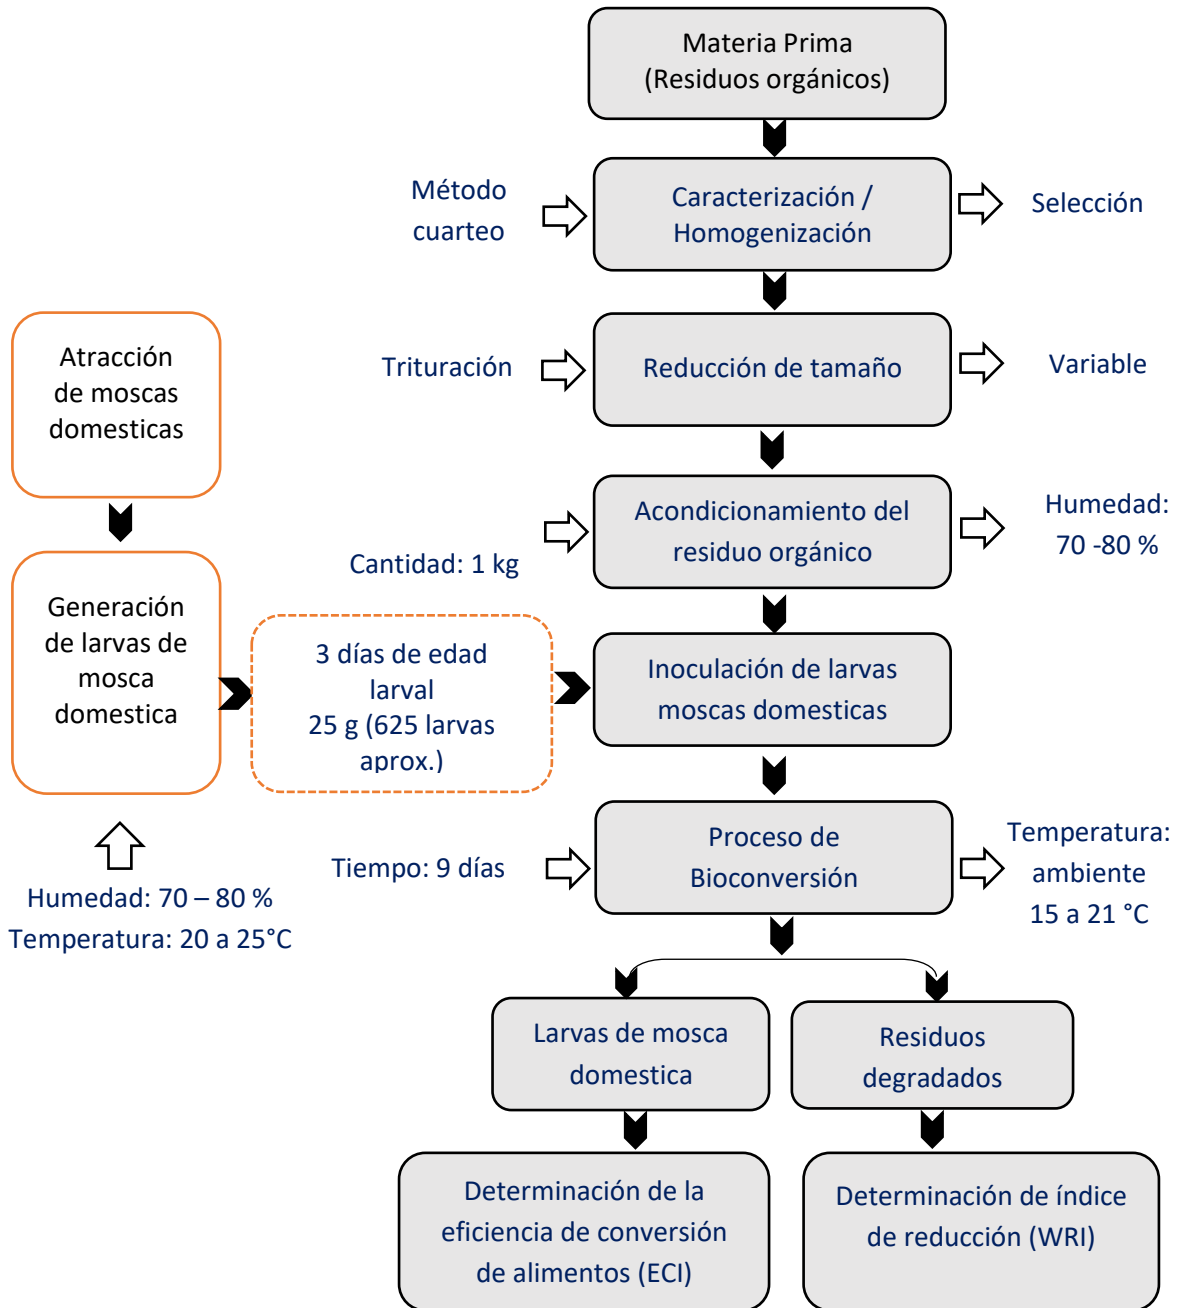 Materia Prima
(Residuos orgánicos)
Método
cuarteo
Caracterización /
Homogenización
Selección
Trituración
Reducción de tamaño
Variable
Atracción
de moscas
domesticas
Cantidad: 1 kg
Acondicionamiento del
residuo orgánico
Humedad:
70 -80 %
Generación
de larvas de
mosca
domestica
3 días de edad
larval
25 g (625 larvas
aprox.)
Inoculación de larvas
moscas domesticas
Humedad: 70 – 80 %
Temperatura: 20 a 25°C
Tiempo: 9 días
Proceso de
Bioconversión
Temperatura:
ambiente
15 a 21 °C
Larvas de mosca
domestica
Residuos
degradados
Determinación de la
eficiencia de conversión
de alimentos (ECI)
Determinación de índice
de reducción (WRI)